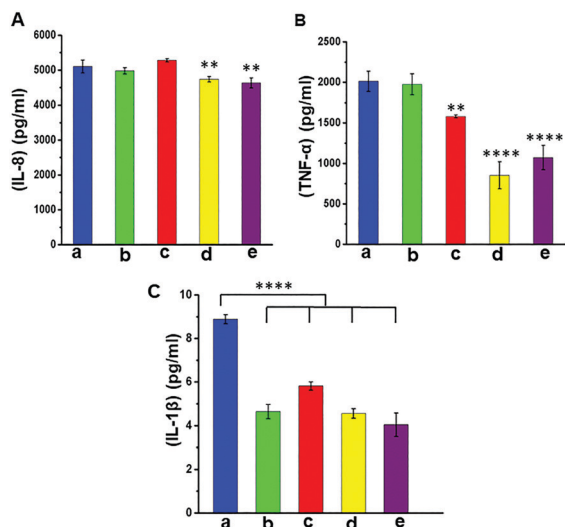 A
(IL-8) (pg/ml)
6000
5000
4000
3000
2000
1000
0
** **
a b c d e
B
(TNF-α) (pg/ml)
2500
2000
1500
1000
500
0
** **** ****
a b c d e
C
(IL-1β) (pg/ml)
10
8
6
4
2
0
****
a b c d e